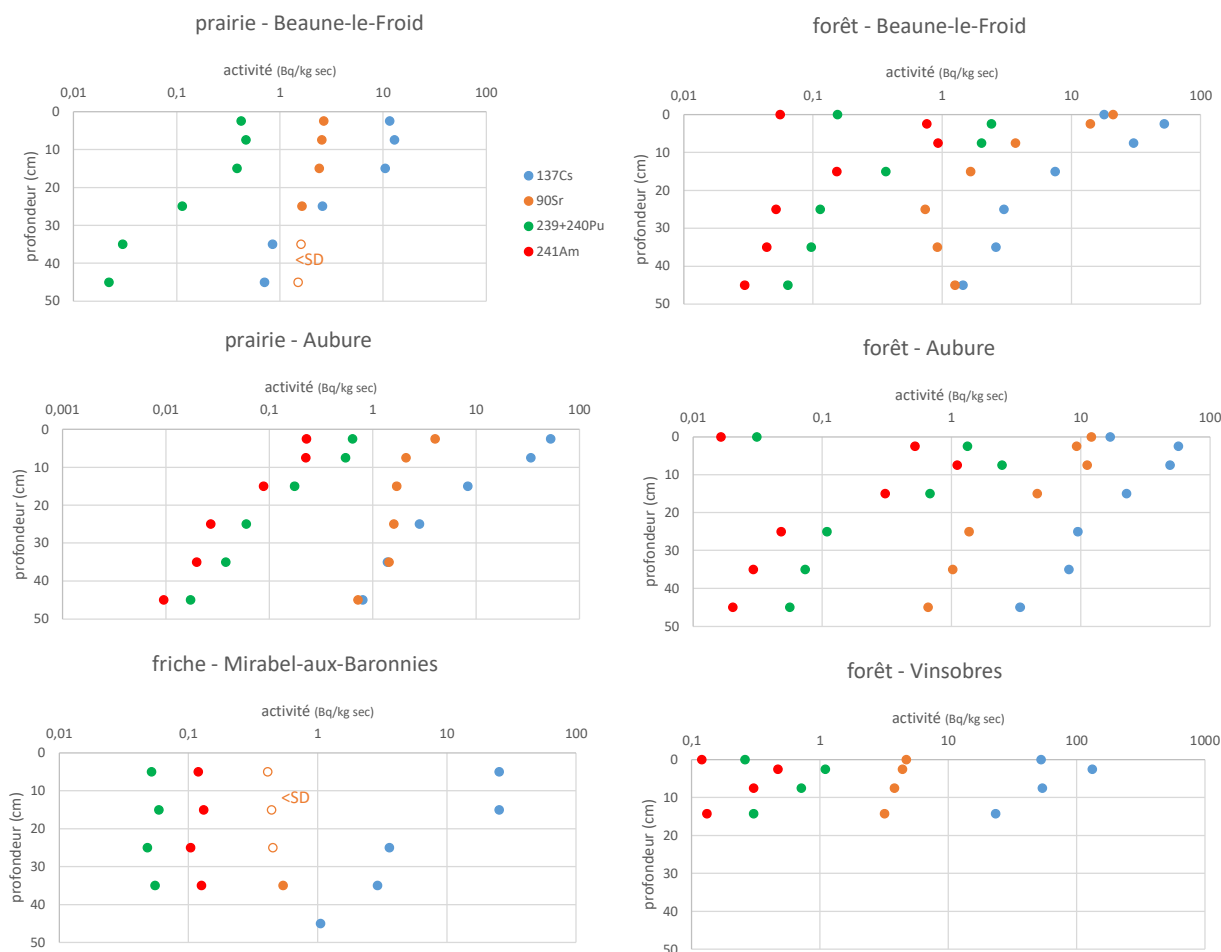 prairie - Beaune-le-Froid
activité (Bq/kg sec)
0,01 0,1 1 10 100
0
10
20
30
40
50
profondeur (cm)
<SD
137Cs
90Sr
239+240Pu
241Am
forêt - Beaune-le-Froid
activité (Bq/kg sec)
0,01 0,1 1 10 100
0
10
20
30
40
50
profondeur (cm)
prairie - Aubure
activité (Bq/kg sec)
0,001 0,01 0,1 1 10 100
0
10
20
30
40
50
profondeur (cm)
forêt - Aubure
activité (Bq/kg sec)
0,01 0,1 1 10 100
0
10
20
30
40
50
profondeur (cm)
friche - Mirabel-aux-Baronnies
activité (Bq/kg sec)
0,01 0,1 1 10 100
0
10
20
30
40
50
profondeur (cm)
<SD
forêt - Vinsobres
activité (Bq/kg sec)
0,1 1 10 100 1000
0
10
20
30
40
50
profondeur (cm)